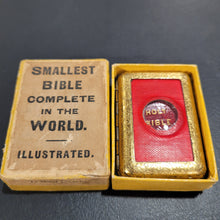 SMALLEST
BIBLE
COMPLETE
IN THE
WORLD.
ILLUSTRATED.
HOLY
BIBLE